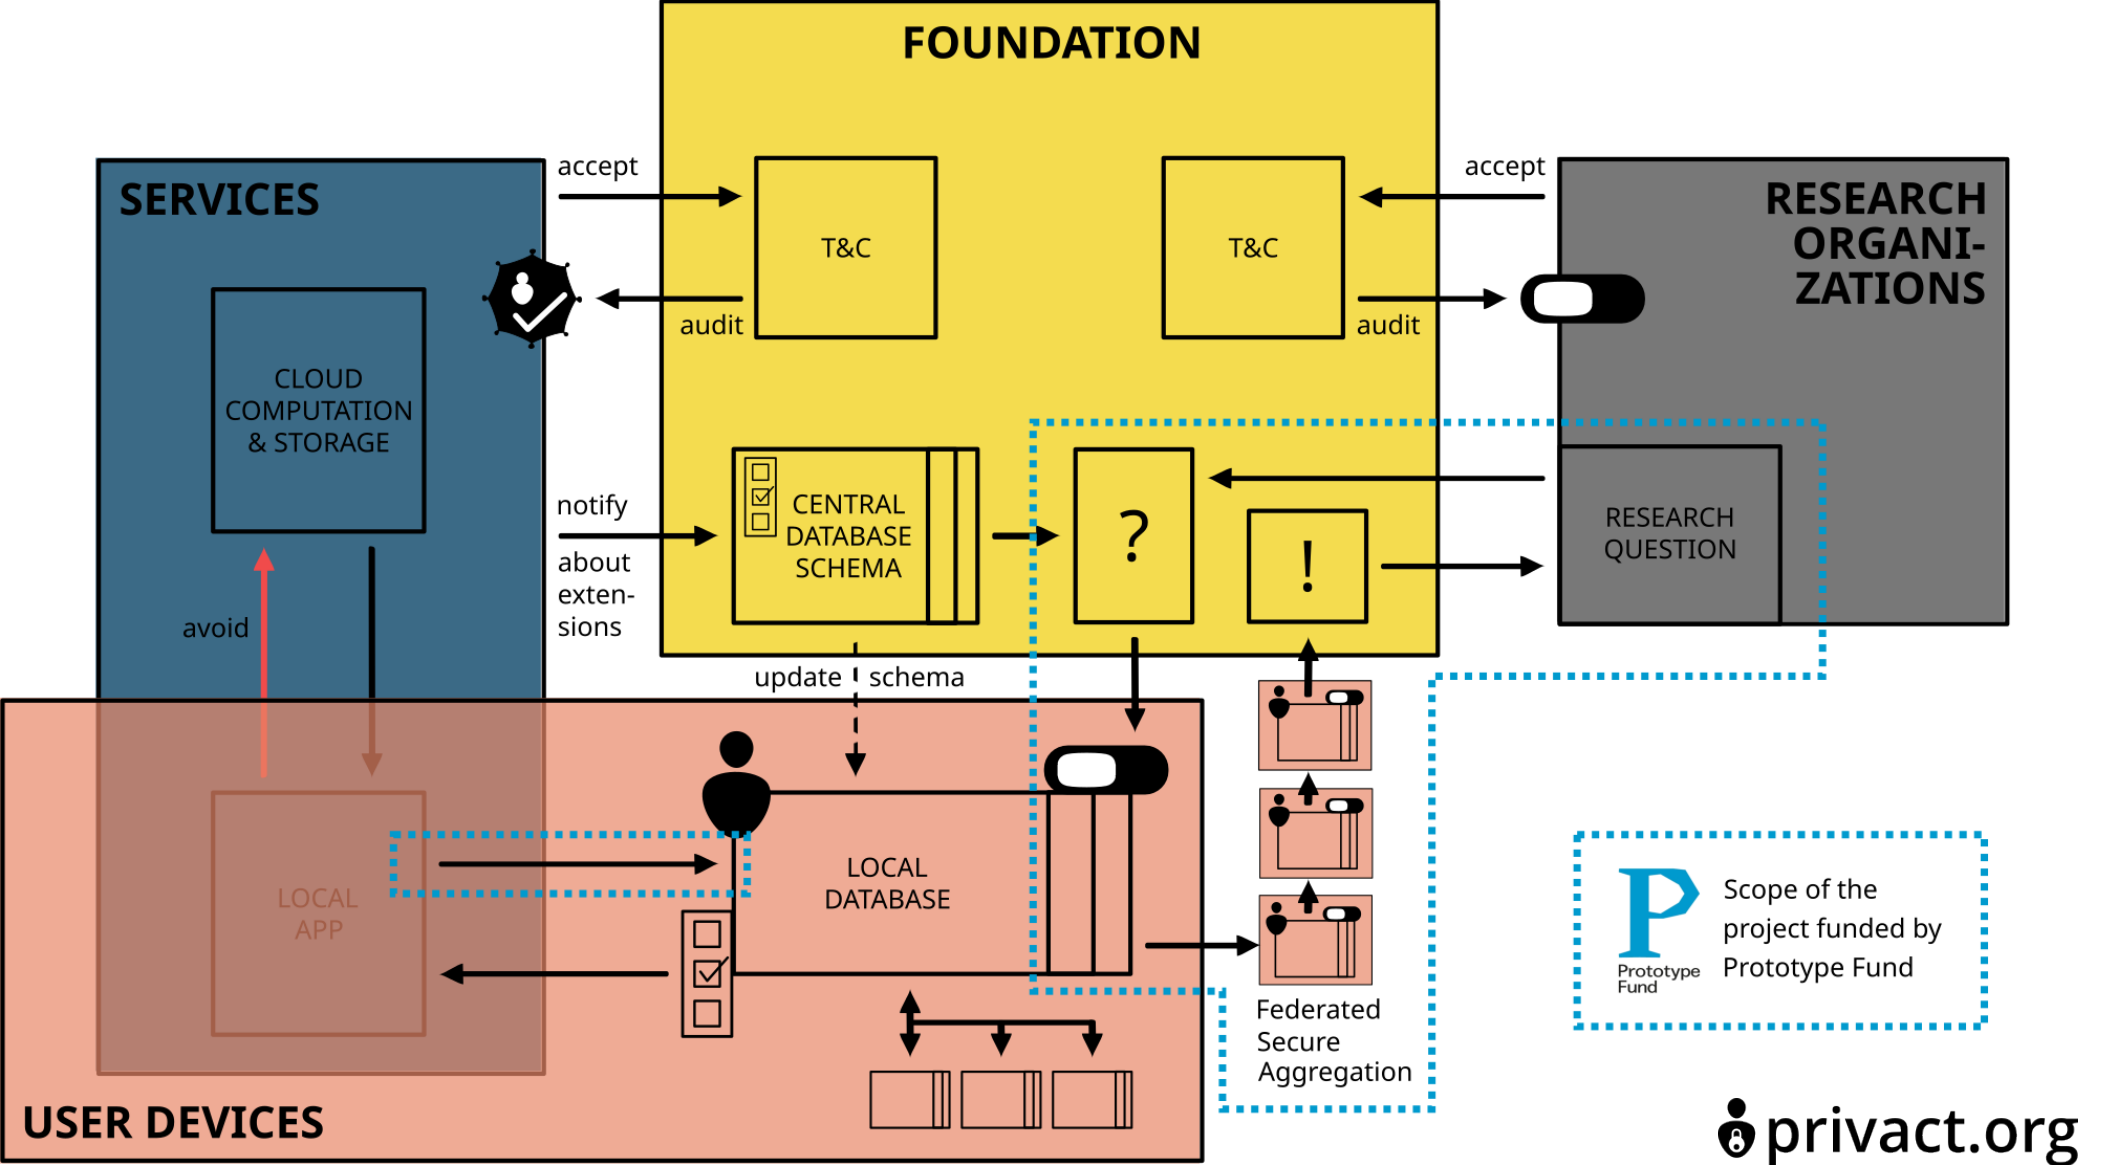 FOUNDATION
SERVICES
accept
T&C
audit
T&C
accept
audit
RESEARCH
ORGANI-
ZATIONS
CLOUD
COMPUTATION
& STORAGE
notify
about
exten-
sions
CENTRAL
DATABASE
SCHEMA
?
!
RESEARCH
QUESTION
avoid
update schema
LOCAL
APP
LOCAL
DATABASE
Federated
Secure
Aggregation
USER DEVICES
Prototype
Fund
Scope of the
project funded by
Prototype Fund
privact.org